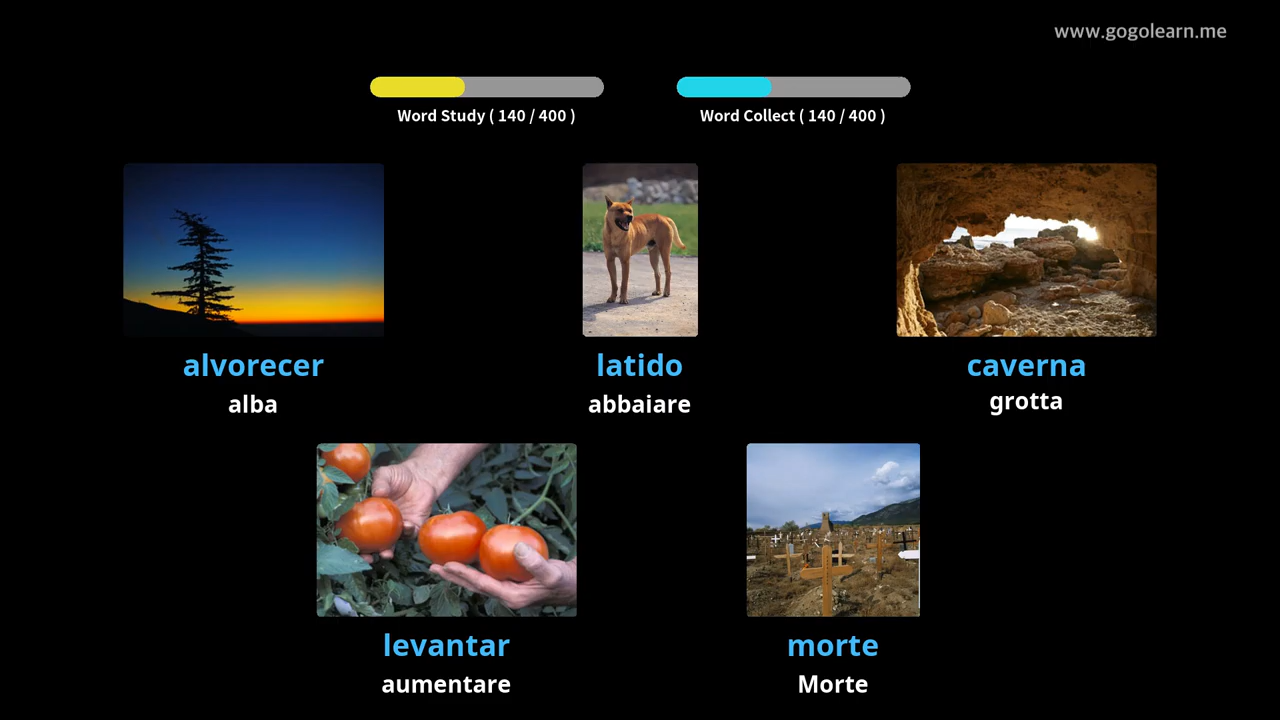 www.gogolearn.me
Word Study ( 140 / 400 )
Word Collect ( 140 / 400 )
alvorecer
alba
latido
abbaiare
caverna
grotta
levantar
aumentare
morte
Morte